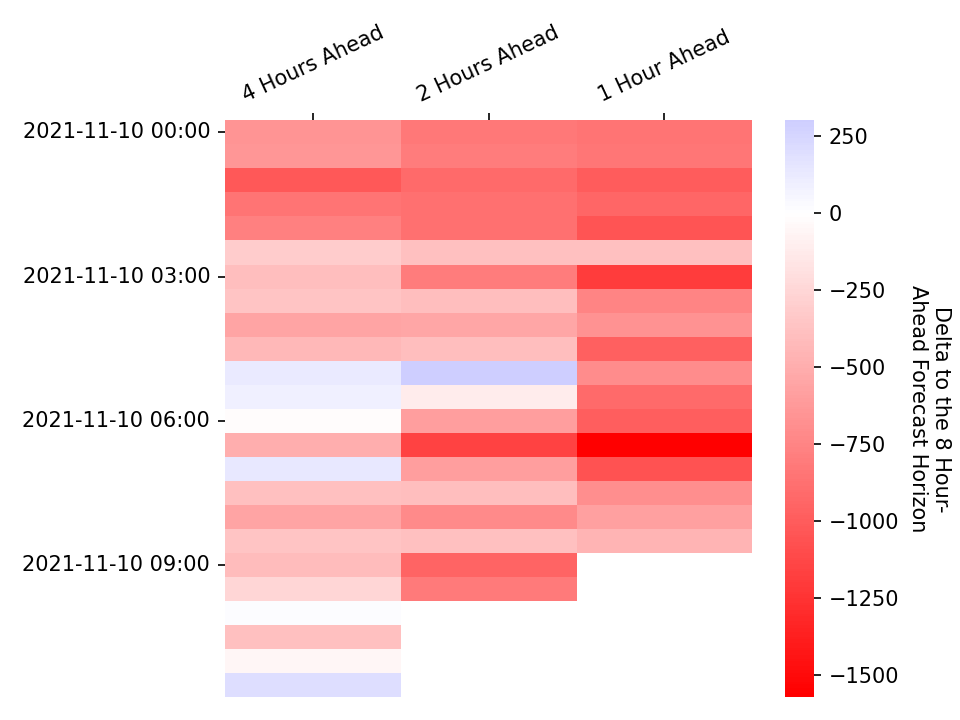 4 Hours Ahead
2 Hours Ahead
1 Hour Ahead
2021-11-10 00:00
2021-11-10 03:00
2021-11-10 06:00
2021-11-10 09:00
250
0
−250
−500
−750
−1000
−1250
−1500
Delta to the 8 Hour-
Ahead Forecast Horizon